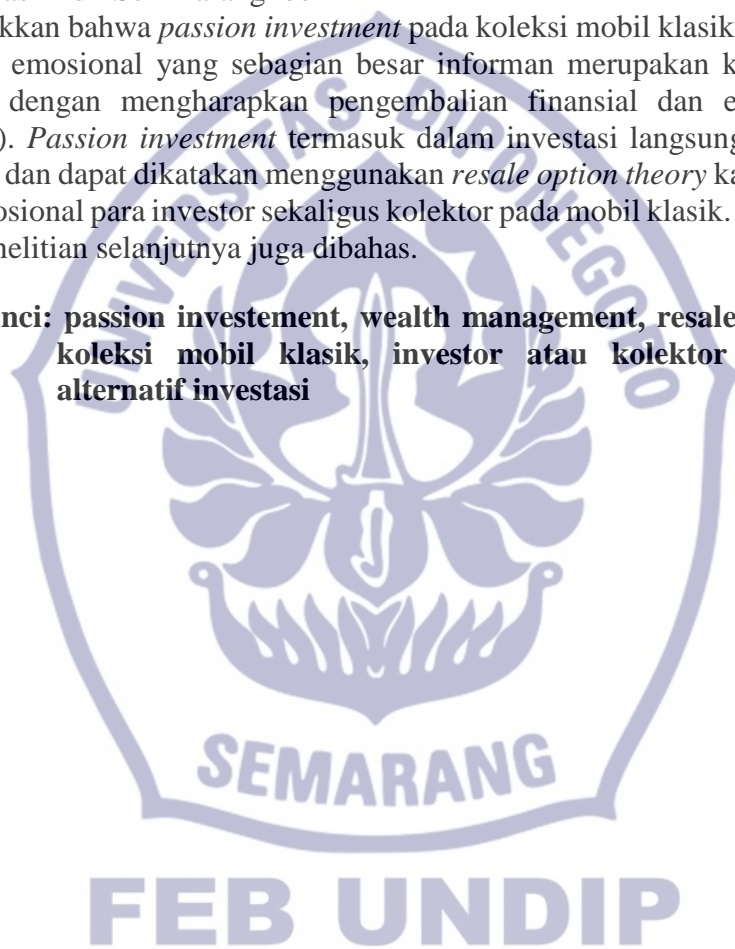 kkan bahwa passion investment pada koleksi mobil klasik
emosional yang sebagian besar informan merupakan k
dengan mengharapkan pengembalian finansial dan e
). Passion investment termasuk dalam investasi langsung
dan dapat dikatakan menggunakan resale option theory ka
osional para investor sekaligus kolektor pada mobil klasik.
nelitian selanjutnya juga dibahas.
nci: passion investement, wealth management, resale
koleksi mobil klasik, investor atau kolektor
alternatif investasi
UNIVERSITAS DIPONEGORO
SEMARANG
FEB UNDIP